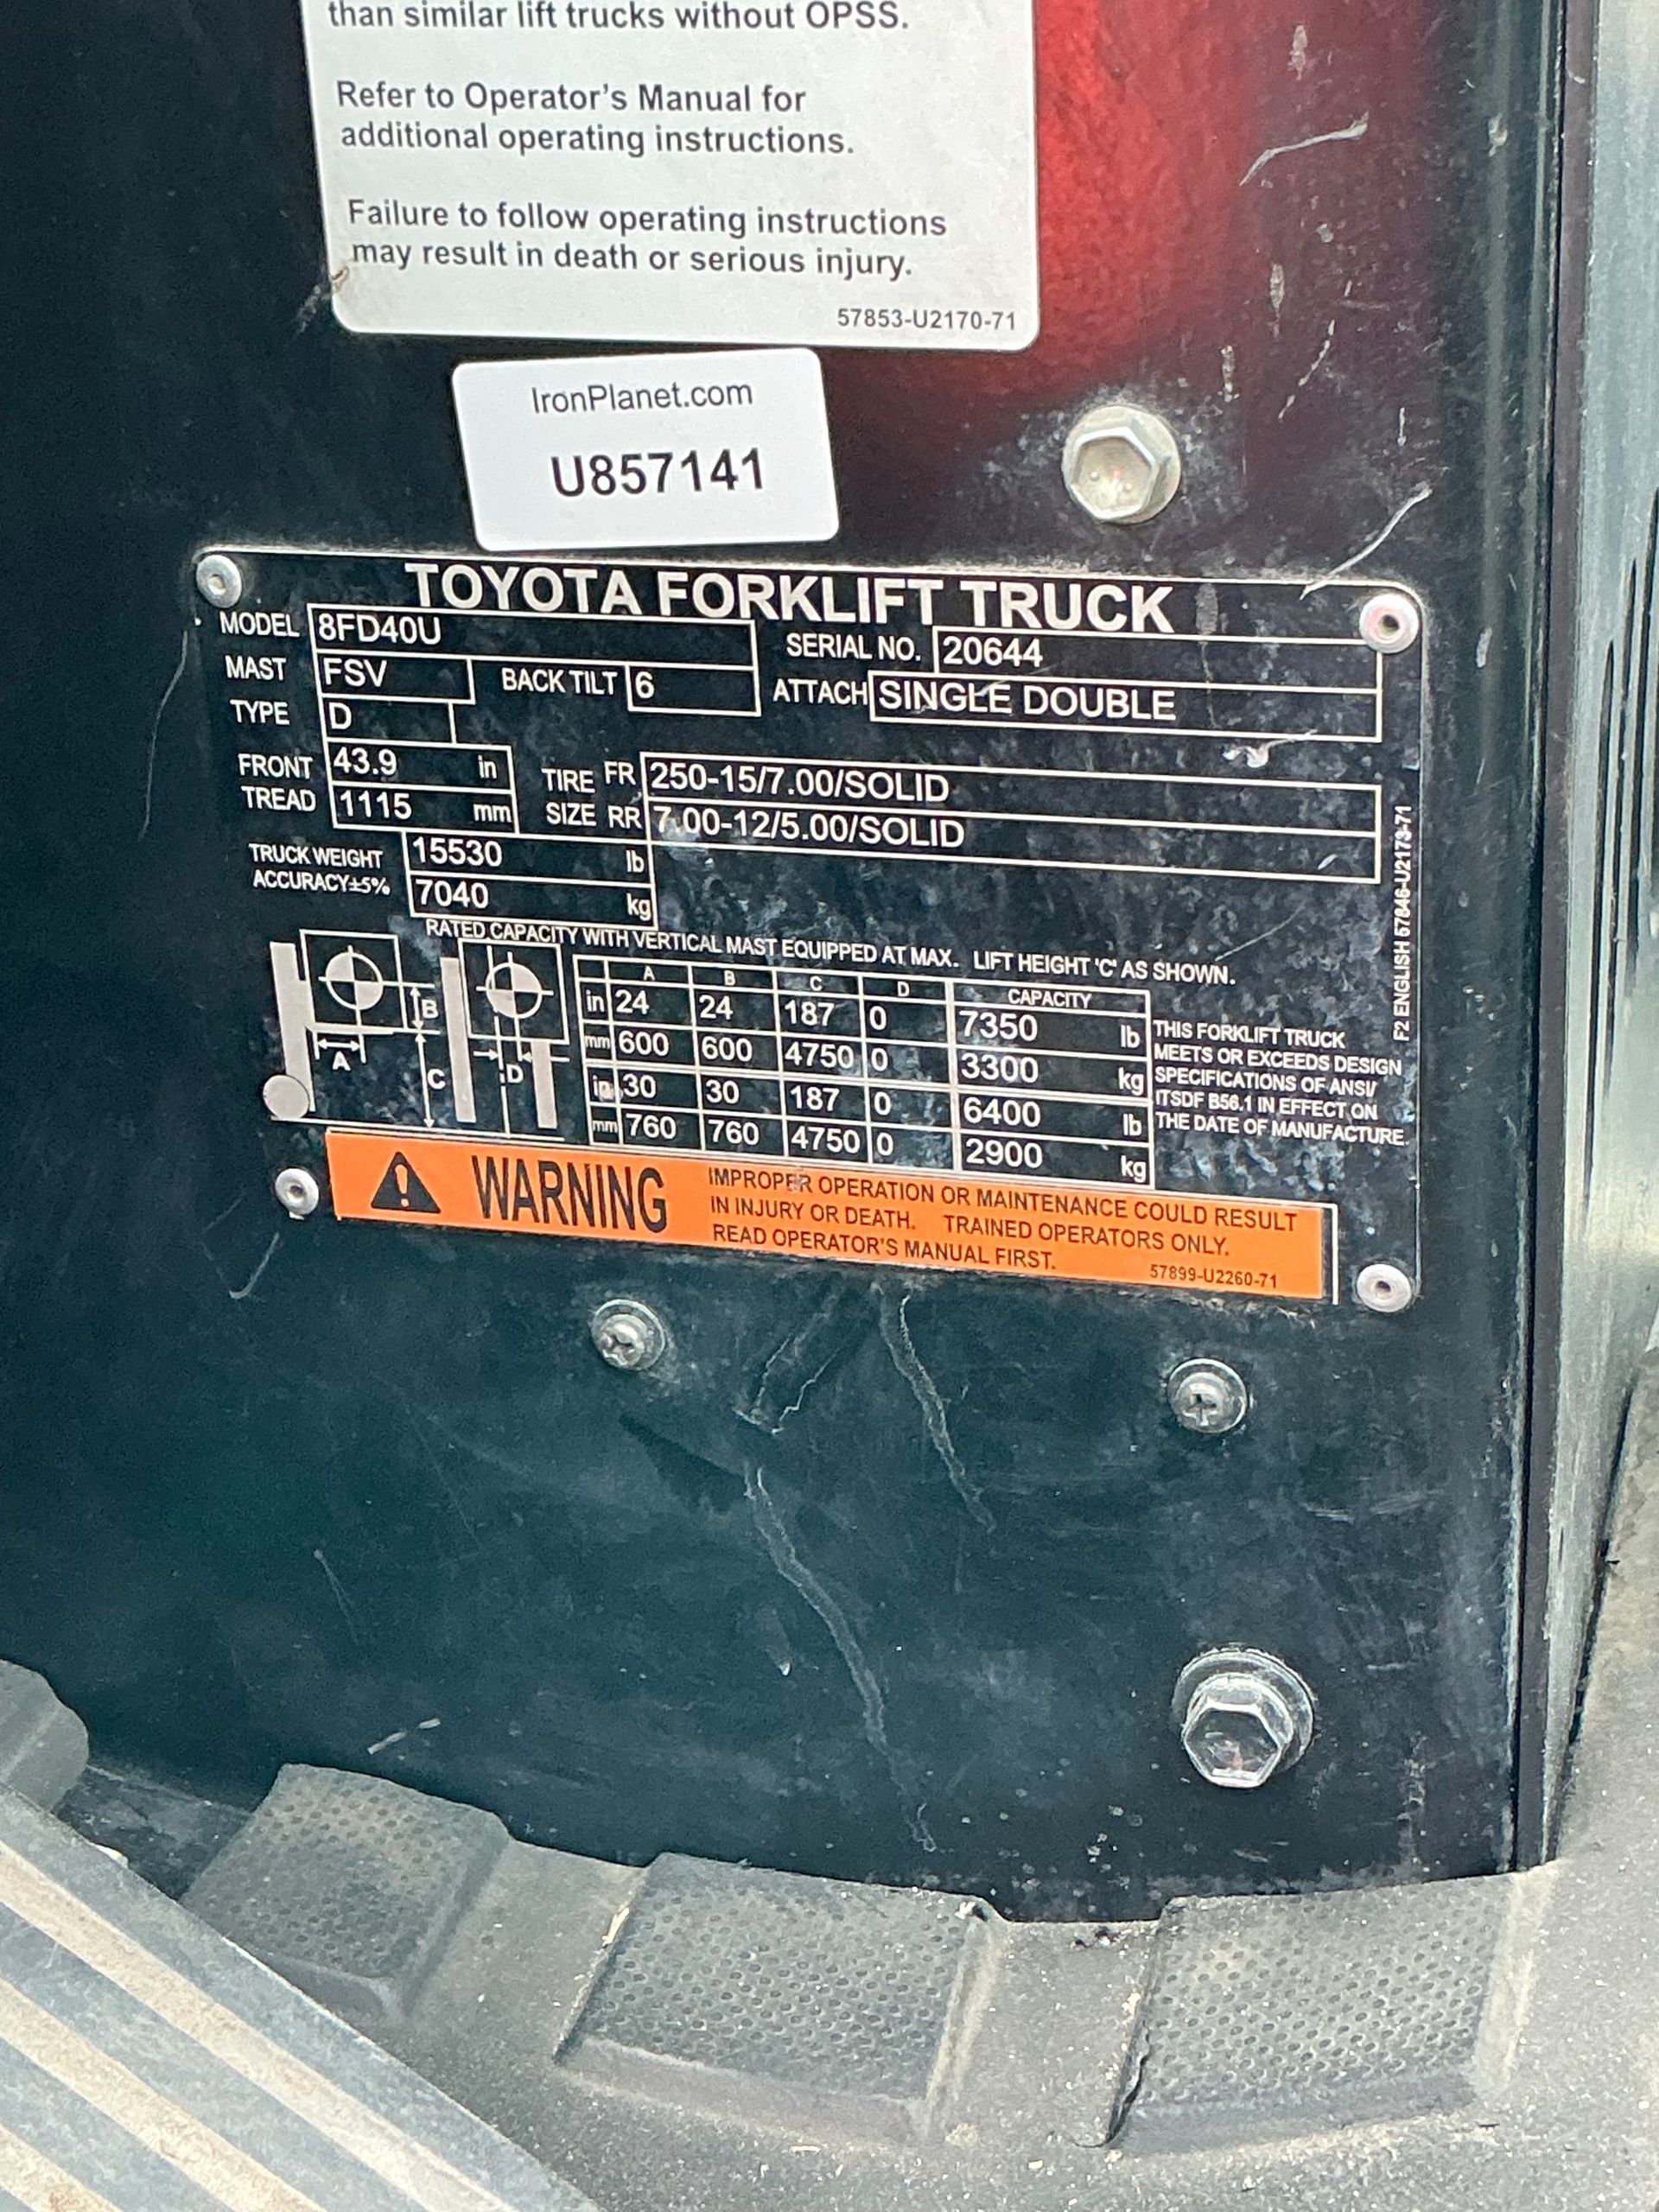 than similar lift trucks without OPSS.
Refer to Operator's Manual for
additional operating instructions.
Failure to follow operating instructions
may result in death or serious injury.
57853-U2170-71
IronPlanet.com
U857141
TOYOTA FORKLIFT TRUCK
MODEL 8FD40U SERIAL NO. 20644
MAST FSV BACK TILT 6 ATTACH SINGLE DOUBLE
TYPE D
FRONT TREAD 43.9 in TIRE SIZE FR 250-15/7.00/SOLID
1115 mm RR 7.00-12/5.00/SOLID
TRUCK WEIGHT 15530 lb
ACCURACY±5% 7040 kg
RATED CAPACITY WITH VERTICAL MAST EQUIPPED AT MAX. LIFT HEIGHT 'C' AS SHOWN.
A B C D
A B C D CAPACITY
in 24 24 187 0 7350 lb
mm 600 600 4750 0 3300 kg
in 30 30 187 0 6400 lb
mm 760 760 4750 0 2900 kg
THIS FORKLIFT TRUCK
MEETS OR EXCEEDS DESIGN
SPECIFICATIONS OF ANSI/
ITSDF B56.1 IN EFFECT ON
THE DATE OF MANUFACTURE.
F2 ENGLISH 57846-U2173-71
WARNING
IMPROPER OPERATION OR MAINTENANCE COULD RESULT
IN INJURY OR DEATH. TRAINED OPERATORS ONLY.
READ OPERATOR'S MANUAL FIRST.
57899-U2260-71